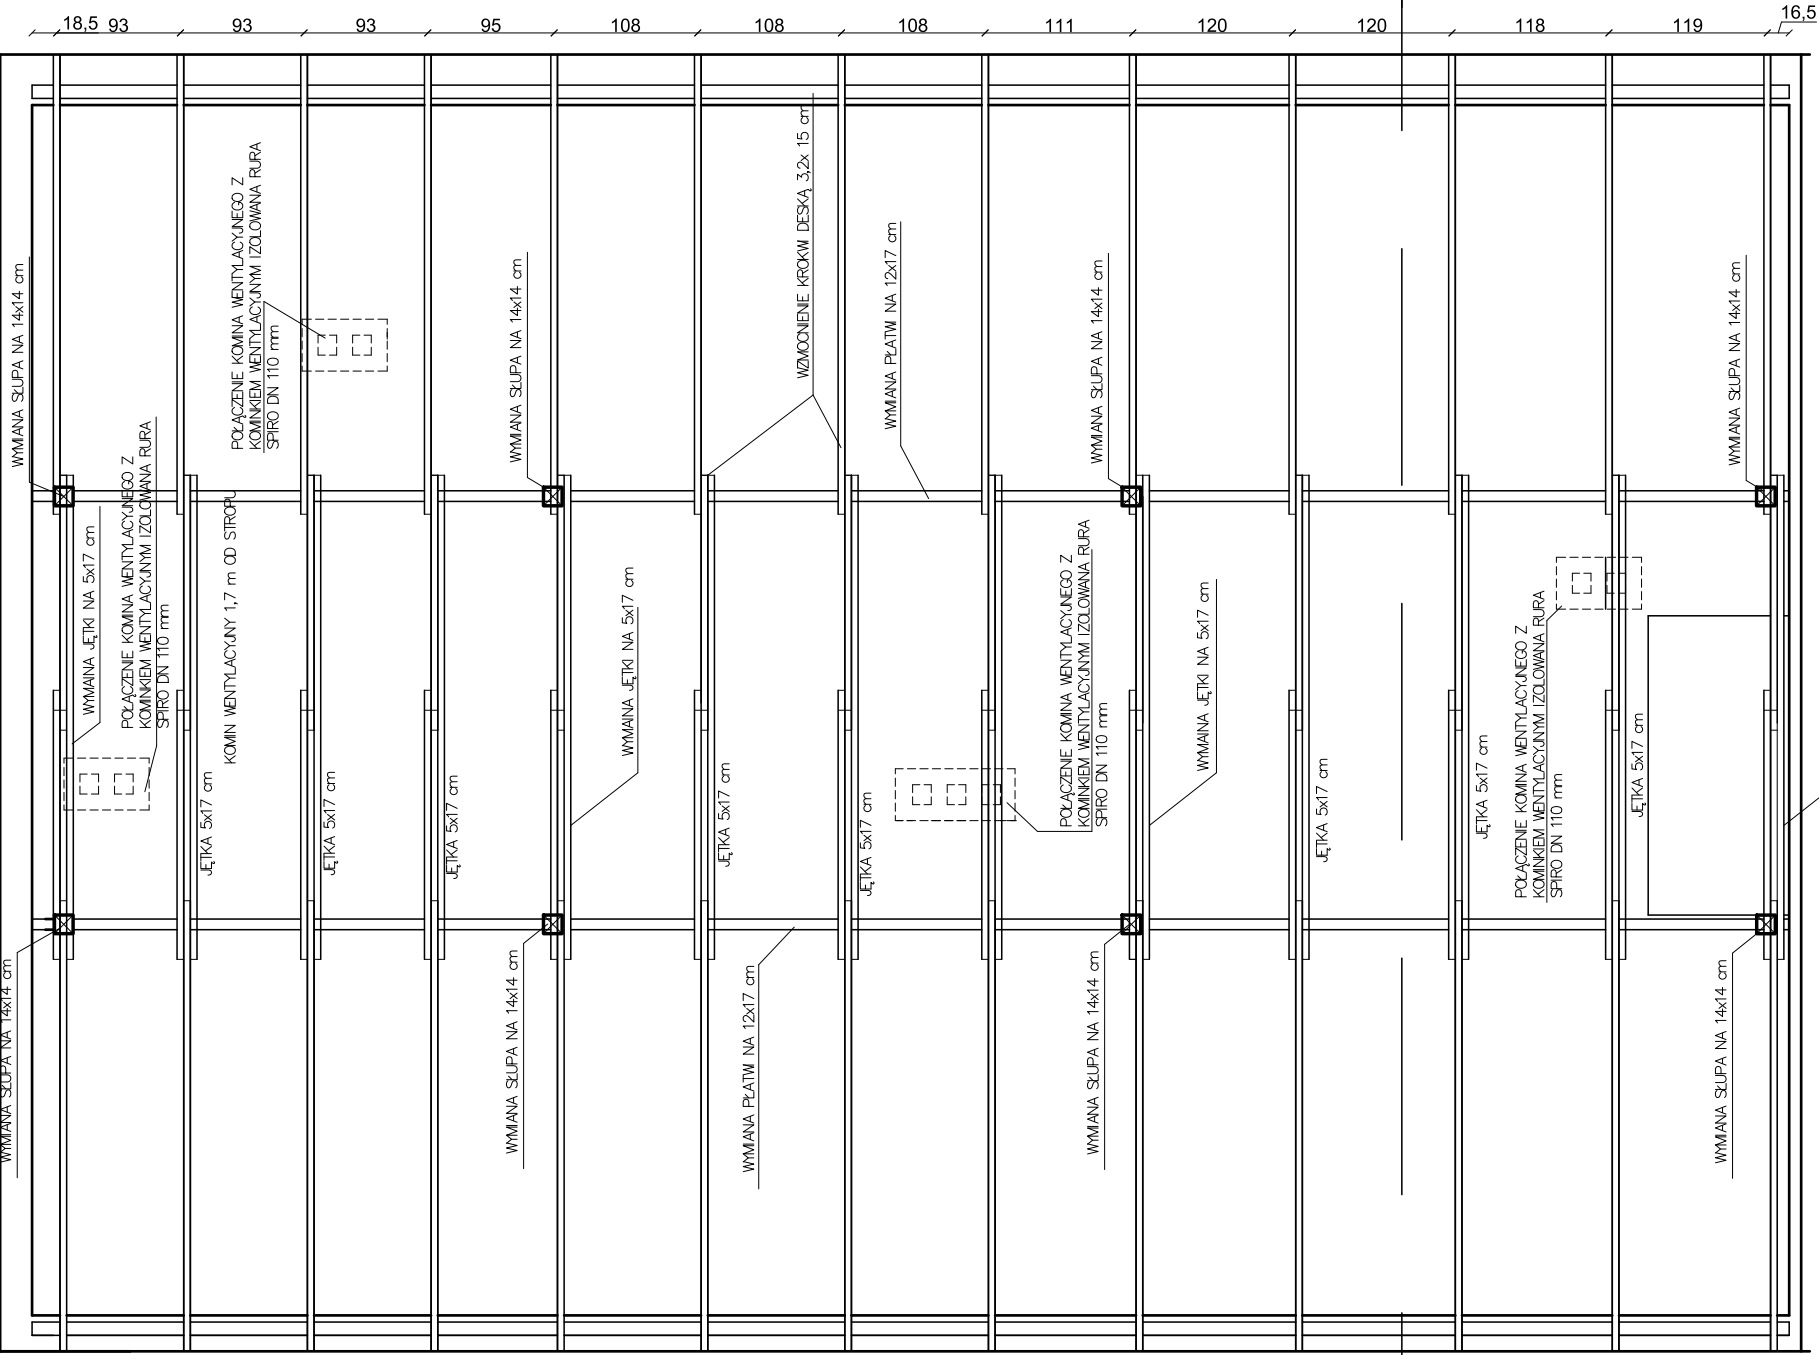 18,5 93 93 93 95 108 108 108 111 120 120 118 119 16,5
WYMIANA SŁUPA NA 14x14 cm
POŁĄCZENIE KOMINA WENTYLACYJNEGO Z
KOMINKIEM WENTYLACYJNYM IZOLOWANA RURA
SPIRO DN 110 mm
WYMIANA SŁUPA NA 14x14 cm
WZMOCNIENIE KROKWI DESKĄ 3,2x 15 cm
WYMIANA PŁATWI NA 12x17 cm
WYMIANA SŁUPA NA 14x14 cm
WYMIANA SŁUPA NA 14x14 cm
WYMAINA JĘTKI NA 5x17 cm
POŁĄCZENIE KOMINA WENTYLACYJNEGO Z
KOMINKIEM WENTYLACYJNYM IZOLOWANA RURA
SPIRO DN 110 mm
KOMIN WENTYLACYJNY 1,7 m OD STROPU
WYMAINA JĘTKI NA 5x17 cm
POŁĄCZENIE KOMINA WENTYLACYJNEGO Z
KOMINKIEM WENTYLACYJNYM IZOLOWANA RURA
SPIRO DN 110 mm
WYMAINA JĘTKI NA 5x17 cm
POŁĄCZENIE KOMINA WENTYLACYJNEGO Z
KOMINKIEM WENTYLACYJNYM IZOLOWANA RURA
SPIRO DN 110 mm
JĘTKA 5x17 cm
JĘTKA 5x17 cm
JĘTKA 5x17 cm
JĘTKA 5x17 cm
JĘTKA 5x17 cm
JĘTKA 5x17 cm
JĘTKA 5x17 cm
JĘTKA 5x17 cm
WYMIANA SŁUPA NA 14x14 cm
WYMIANA SŁUPA NA 14x14 cm
WYMIANA PŁATWI NA 12x17 cm
WYMIANA SŁUPA NA 14x14 cm
WYMIANA SŁUPA NA 14x14 cm